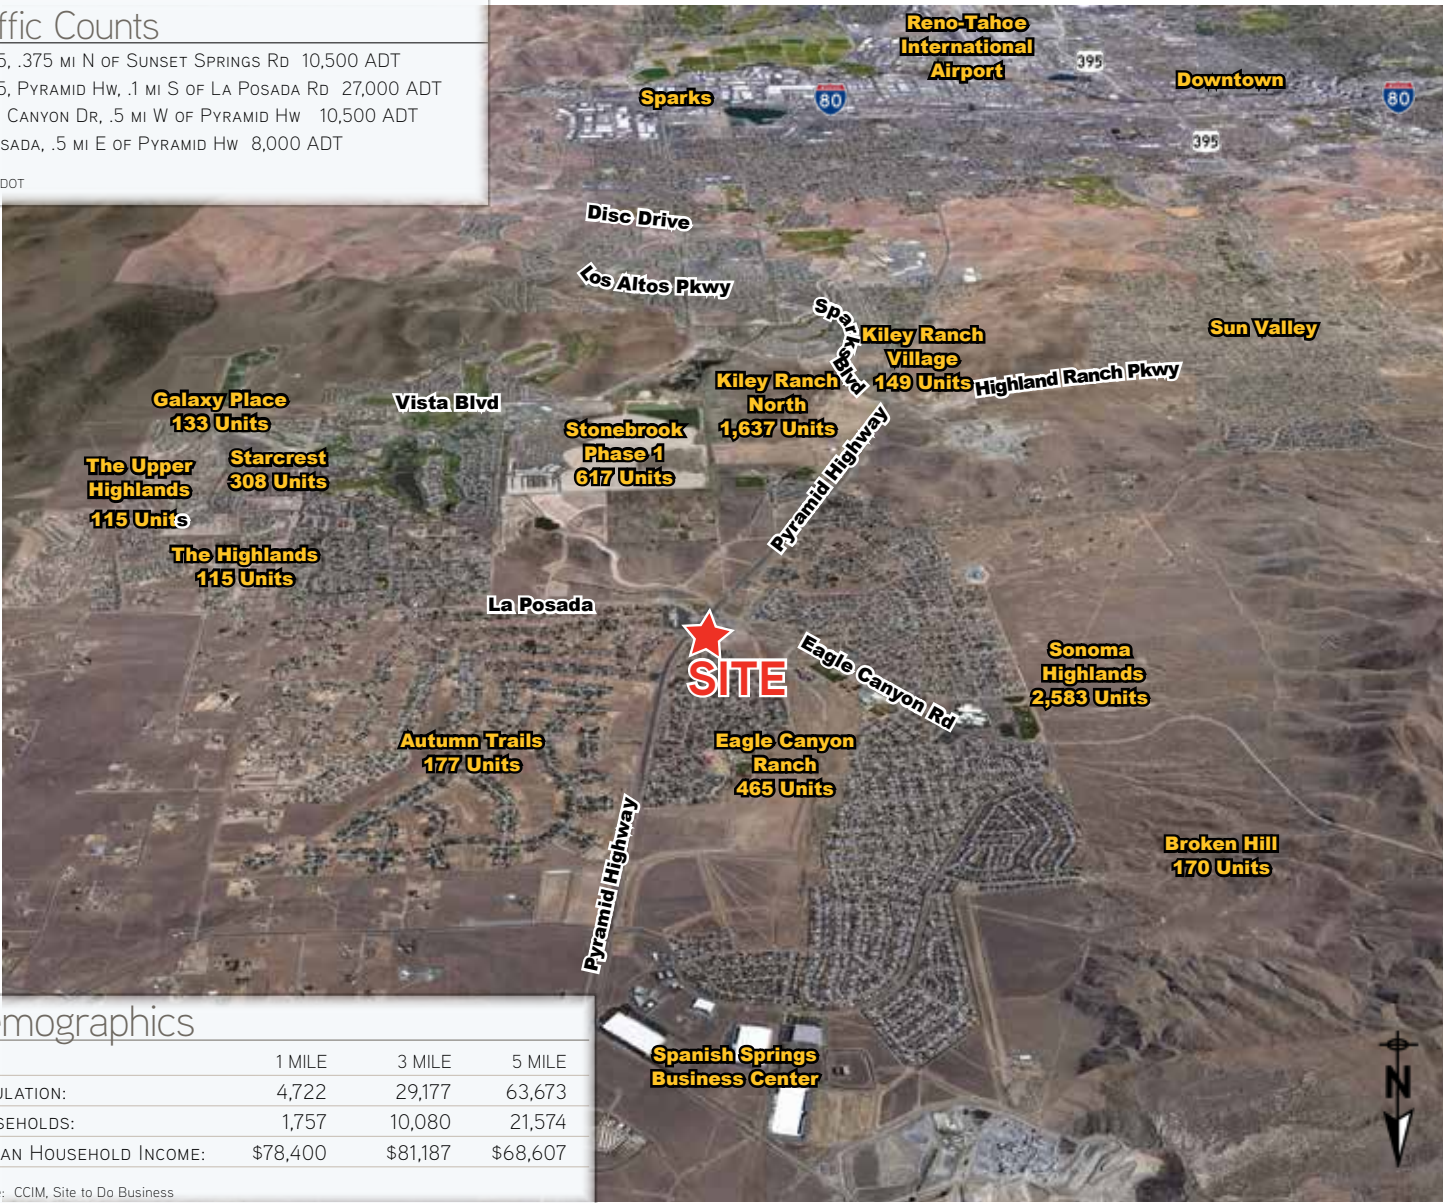 ffic Counts
5, .375 mi N of Sunset Springs Rd 10,500 ADT
5, Pyramid Hw, .1 mi S of La Posada Rd 27,000 ADT
Canyon Dr, .5 mi W of Pyramid Hw 10,500 ADT
sada, .5 mi E of Pyramid Hw 8,000 ADT
DOT
Reno-Tahoe
International
Airport
395
Downtown
Sparks
80
80
395
Disc Drive
Los Altos Pkwy
Sparks Blvd
Sun Valley
Kiley Ranch
Village
149 Units
Highland Ranch Pkwy
Kiley Ranch
North
1,637 Units
Galaxy Place
133 Units
Vista Blvd
Stonebrook
Phase 1
617 Units
Pyramid Highway
The Upper
Highlands
115 Units
Starcrest
308 Units
The Highlands
115 Units
La Posada
SITE
Eagle Canyon Rd
Sonoma
Highlands
2,583 Units
Autumn Trails
177 Units
Eagle Canyon
Ranch
465 Units
Pyramid Highway
Broken Hill
170 Units
Spanish Springs
Business Center
N
mographics
1 MILE 3 MILE 5 MILE
ulation: 4,722 29,177 63,673
seholds: 1,757 10,080 21,574
an Household Income: $78,400 $81,187 $68,607
e: CCIM, Site to Do Business